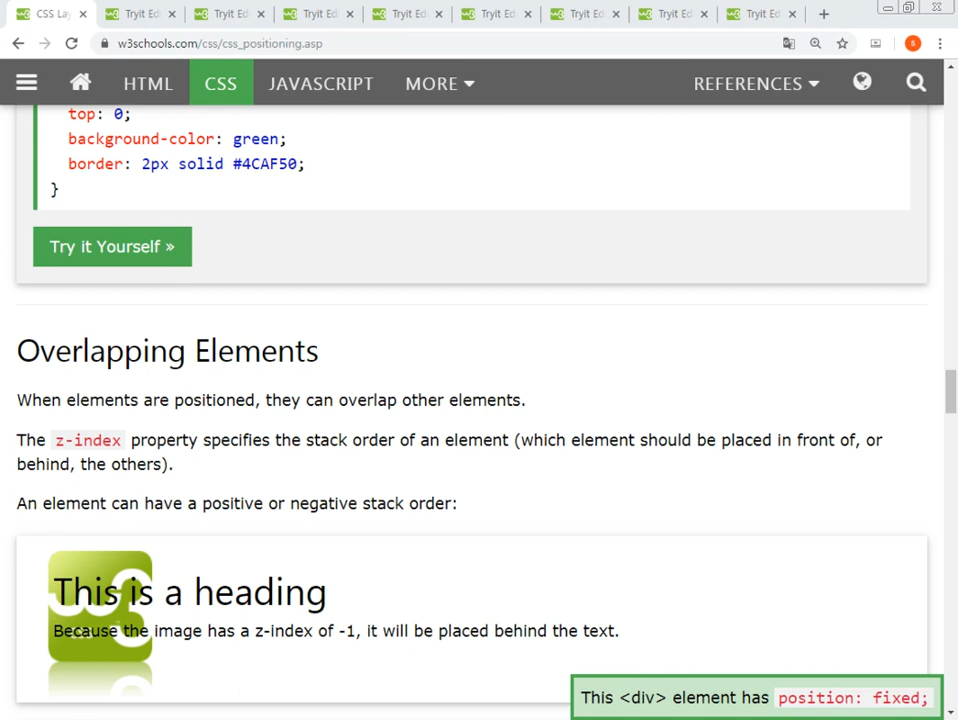 CSS Lay
Tryit Ed
Tryit Ed
Tryit Ed
Tryit Ed
Tryit Ed
Tryit Ed
Tryit Ed
Tryit Ed
w3schools.com/css/css_positioning.asp
S
HTML CSS JAVASCRIPT MORE REFERENCES
top: 0;
background-color: green;
border: 2px solid #4CAF50;
}
Try it Yourself »
Overlapping Elements
When elements are positioned, they can overlap other elements.
The z-index property specifies the stack order of an element (which element should be placed in front of, or
behind, the others).
An element can have a positive or negative stack order:
This is a heading
Because the image has a z-index of -1, it will be placed behind the text.
This <div> element has position: fixed;